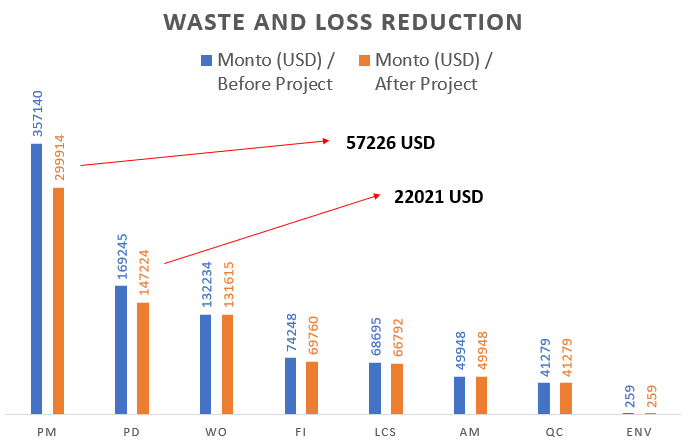 WASTE AND LOSS REDUCTION
Monto (USD) / Before Project
Monto (USD) / After Project
357140
299914
57226 USD
169245
147224
22021 USD
132234
131615
74248
69760
68695
66792
49948
49948
41279
41279
259
259
PM
PD
WO
FI
LCS
AM
QC
ENV